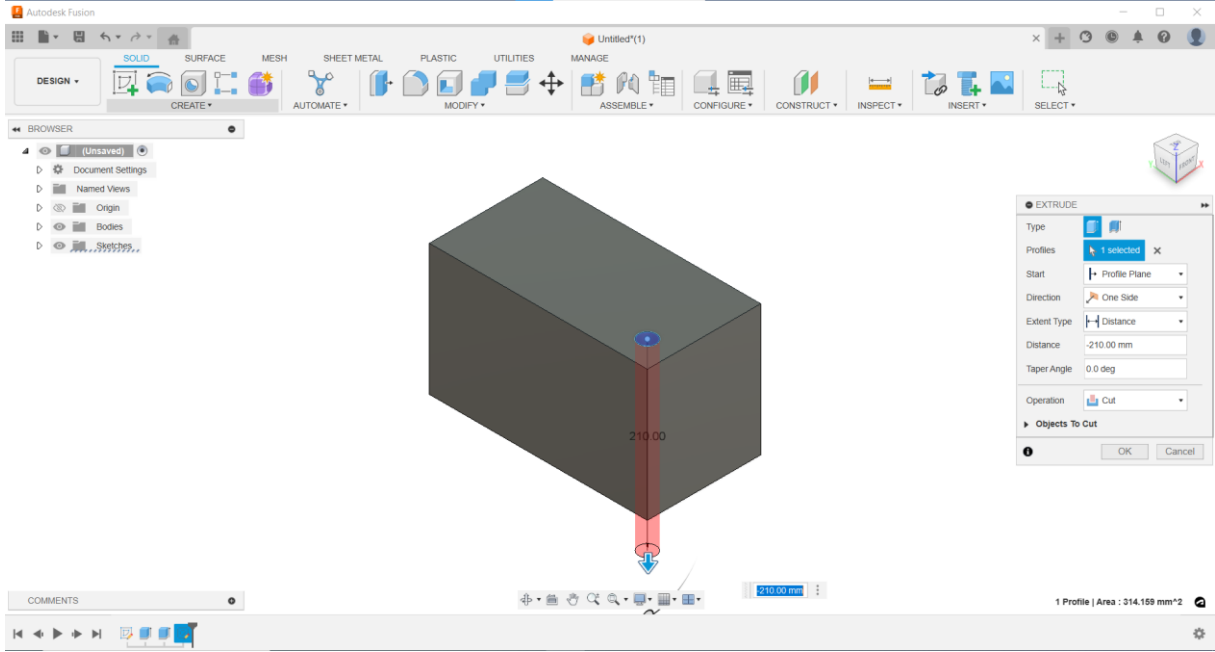 Autodesk Fusion
Untitled*(1)
SOLID SURFACE MESH SHEET METAL PLASTIC UTILITIES MANAGE
DESIGN
CREATE AUTOMATE MODIFY ASSEMBLE CONFIGURE CONSTRUCT INSPECT INSERT SELECT
BROWSER
(Unsaved)
Document Settings
Named Views
Origin
Bodies
Sketches
Z
LEFT FRONT
Y X
EXTRUDE
Type
Profiles 1 selected
Start Profile Plane
Direction One Side
Extent Type Distance
Distance -210.00 mm
Taper Angle 0.0 deg
Operation Cut
Objects To Cut
OK Cancel
210.00
-210.00 mm
COMMENTS
1 Profile | Area : 314.159 mm^2